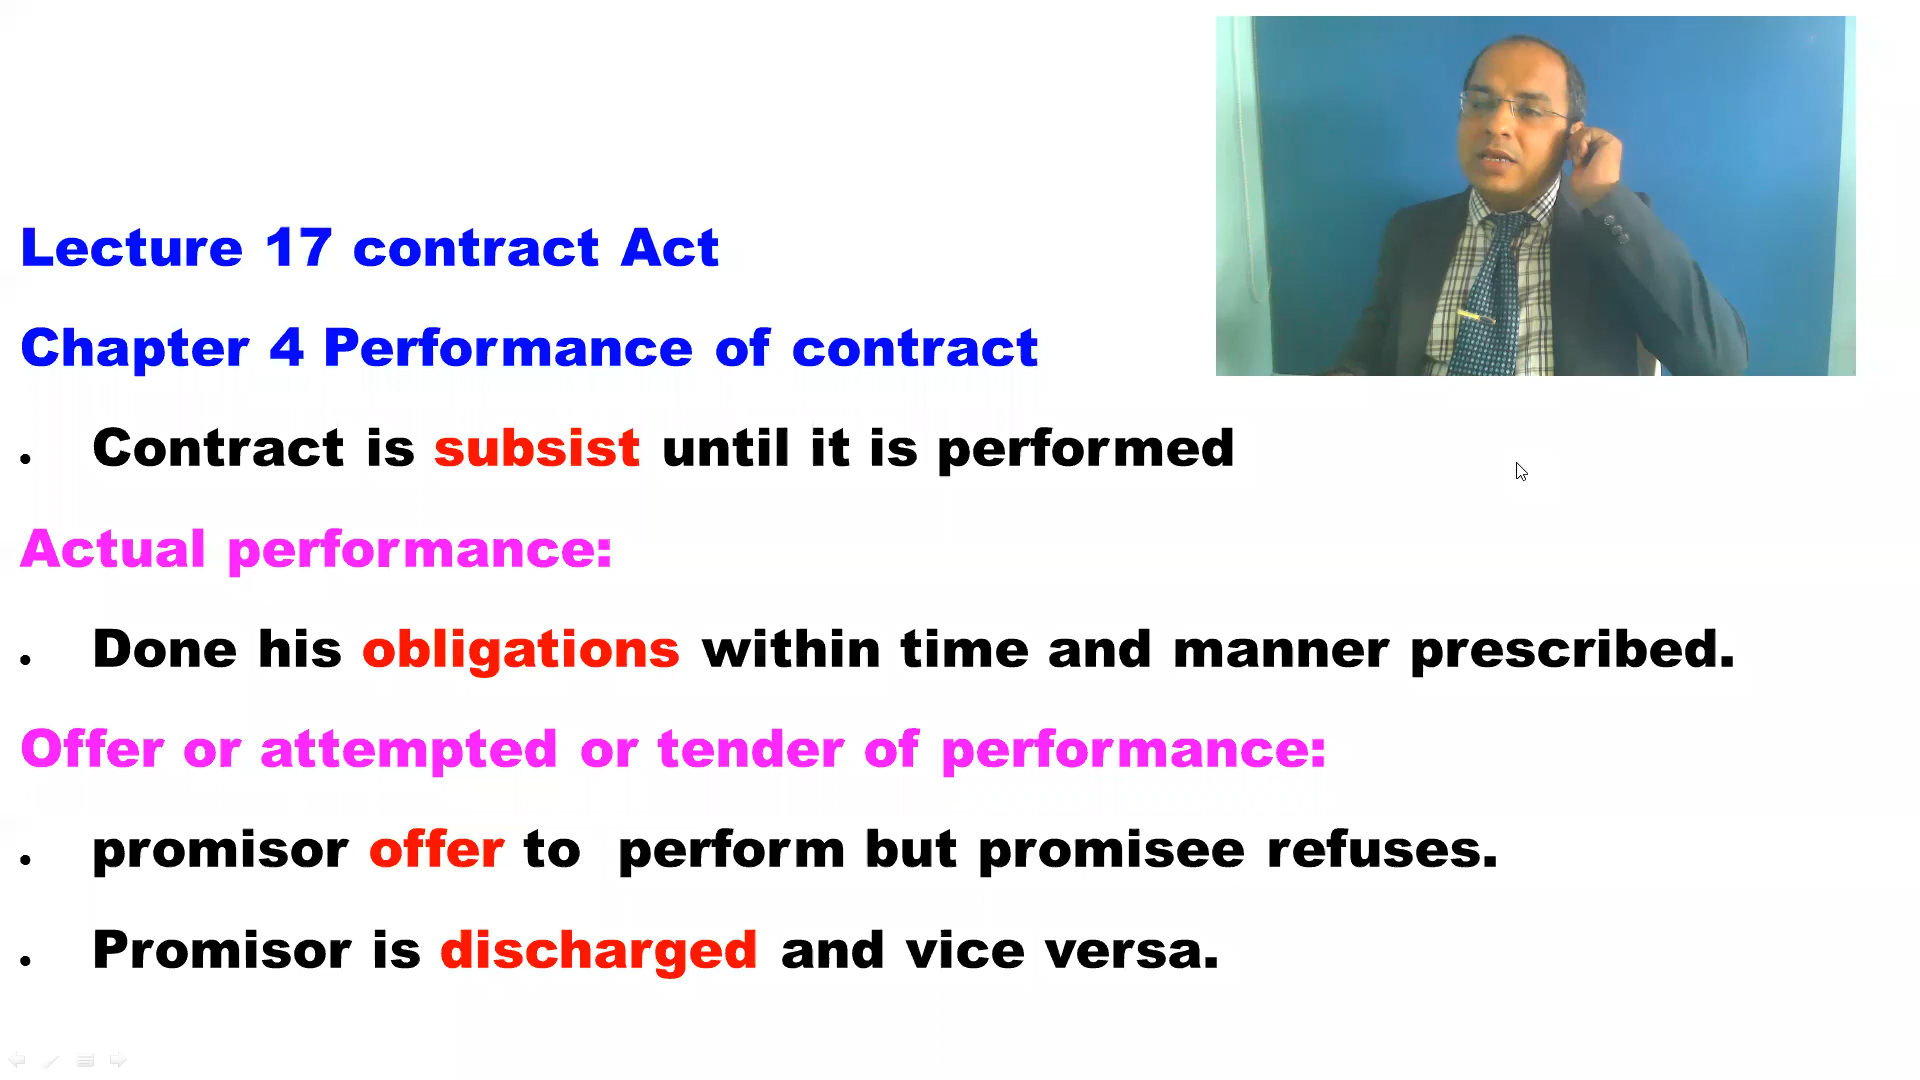 Lecture 17 contract Act
Chapter 4 Performance of contract
• Contract is subsist until it is performed
Actual performance:
• Done his obligations within time and manner prescribed.
Offer or attempted or tender of performance:
• promisor offer to  perform but promisee refuses.
• Promisor is discharged and vice versa.